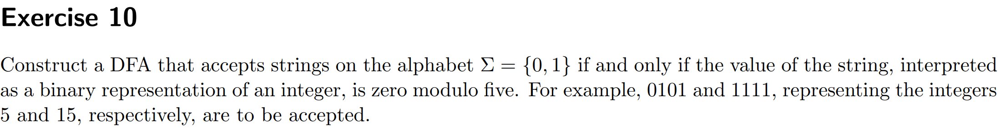 Exercise 10
Construct a DFA that accepts strings on the alphabet Σ = {0, 1} if and only if the value of the string, interpreted
as a binary representation of an integer, is zero modulo five. For example, 0101 and 1111, representing the integers
5 and 15, respectively, are to be accepted.